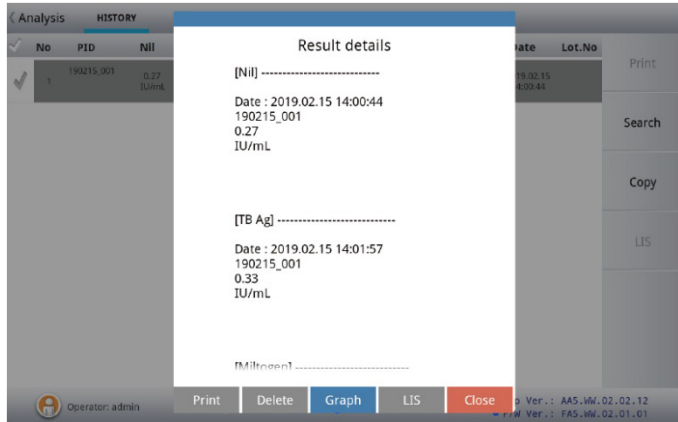 Analysis HISTORY
No PID Nil Date Lot.No
1 190215_001 0.27 IU/mL 19.02.15 4:00:44
Result details
[Nil] ----------------------------
Date : 2019.02.15 14:00:44
190215_001
0.27
IU/mL
[TB Ag] ----------------------------
Date : 2019.02.15 14:01:57
190215_001
0.33
IU/mL
[Miltogen] ---------------------------
Print
Search
Copy
LIS
Print Delete Graph LIS Close
Operator: admin
Ver.: AA5.WW.02.02.12
F/W Ver.: FA5.WW.02.01.01